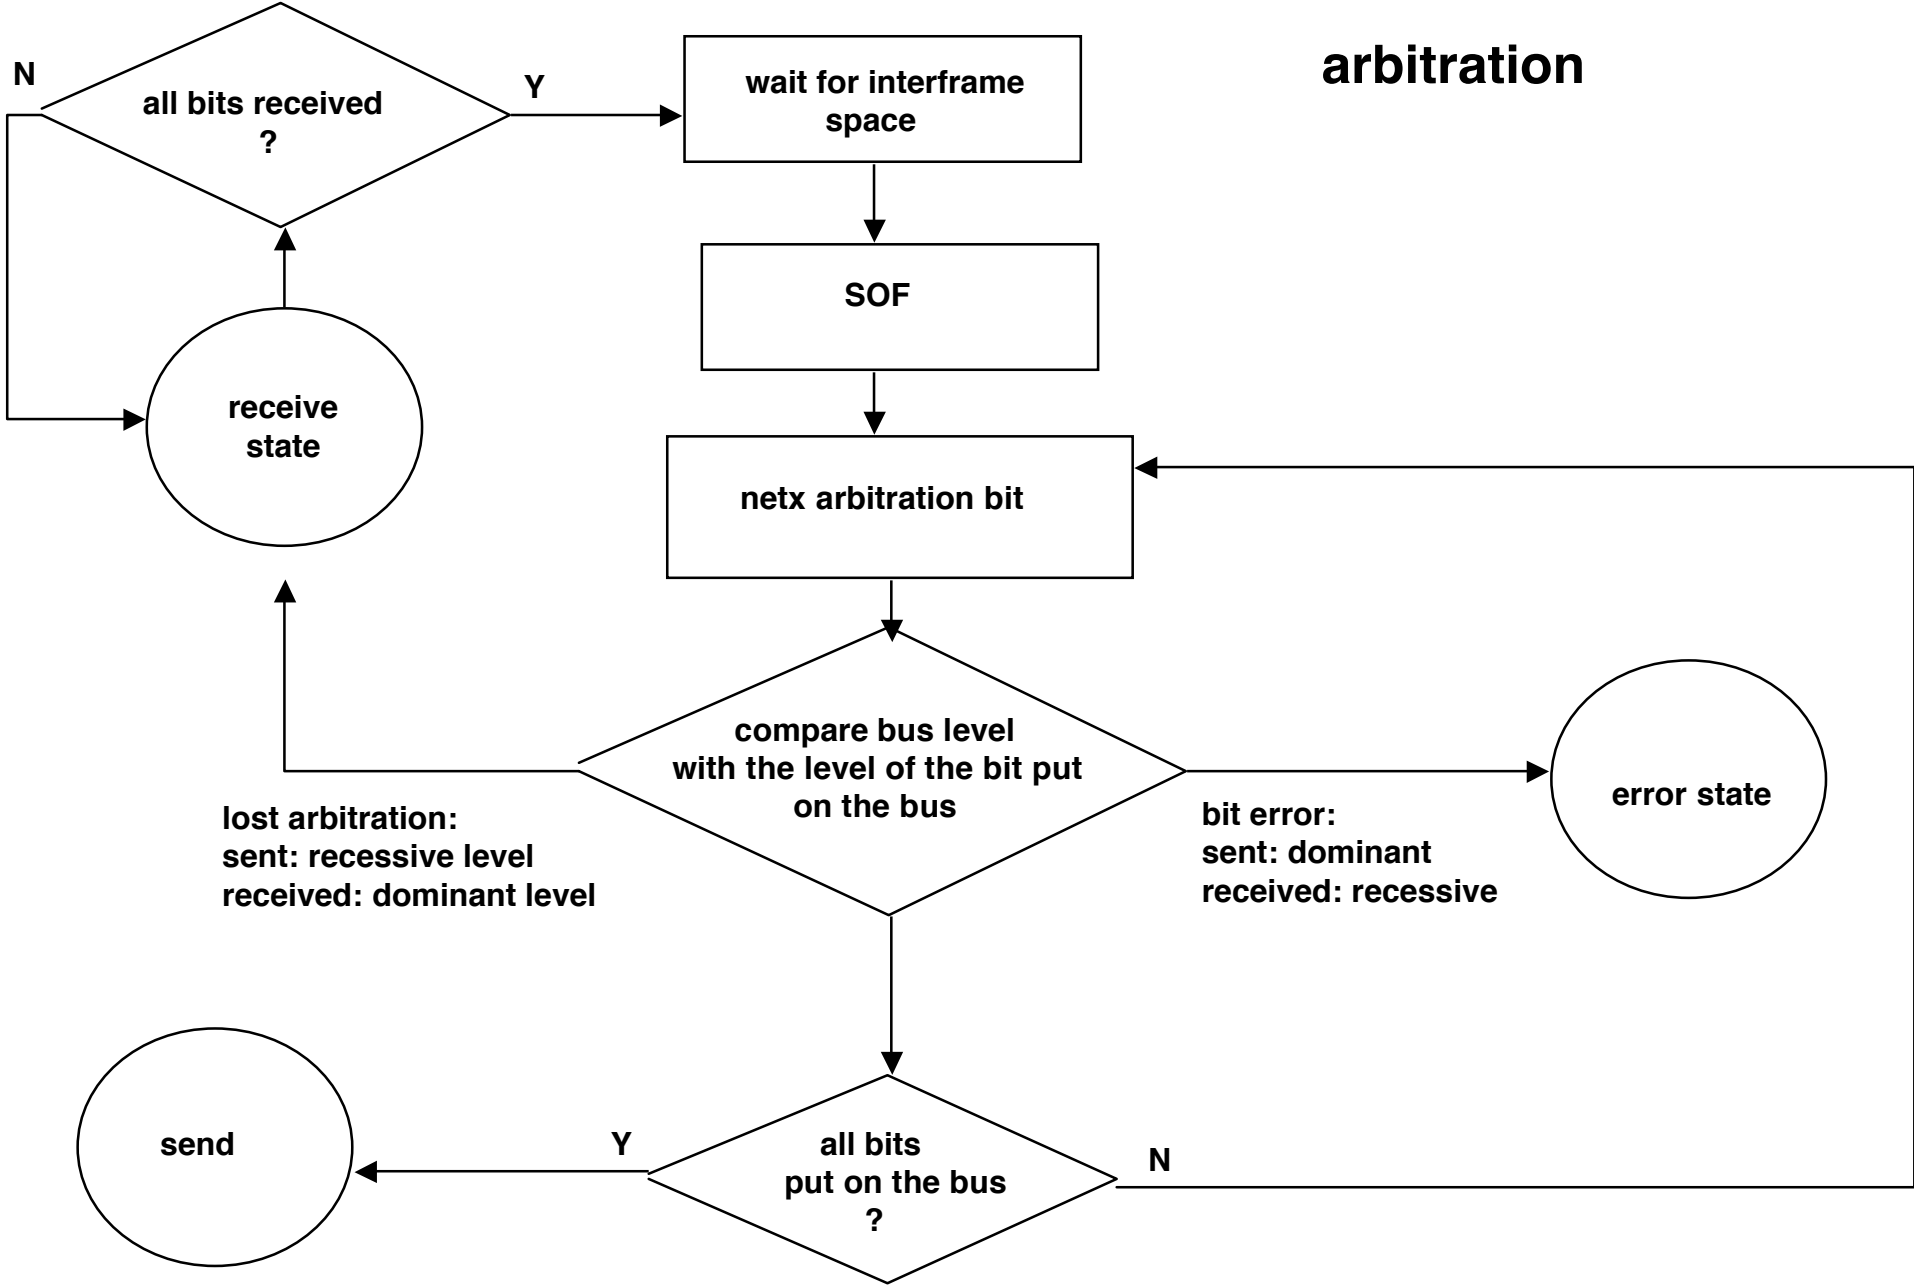 arbitration
N
all bits received
?
Y
wait for interframe
space
SOF
receive
state
netx arbitration bit
compare bus level
with the level of the bit put
on the bus
lost arbitration:
sent: recessive level
received: dominant level
bit error:
sent: dominant
received: recessive
error state
send
Y
all bits
put on the bus
?
N